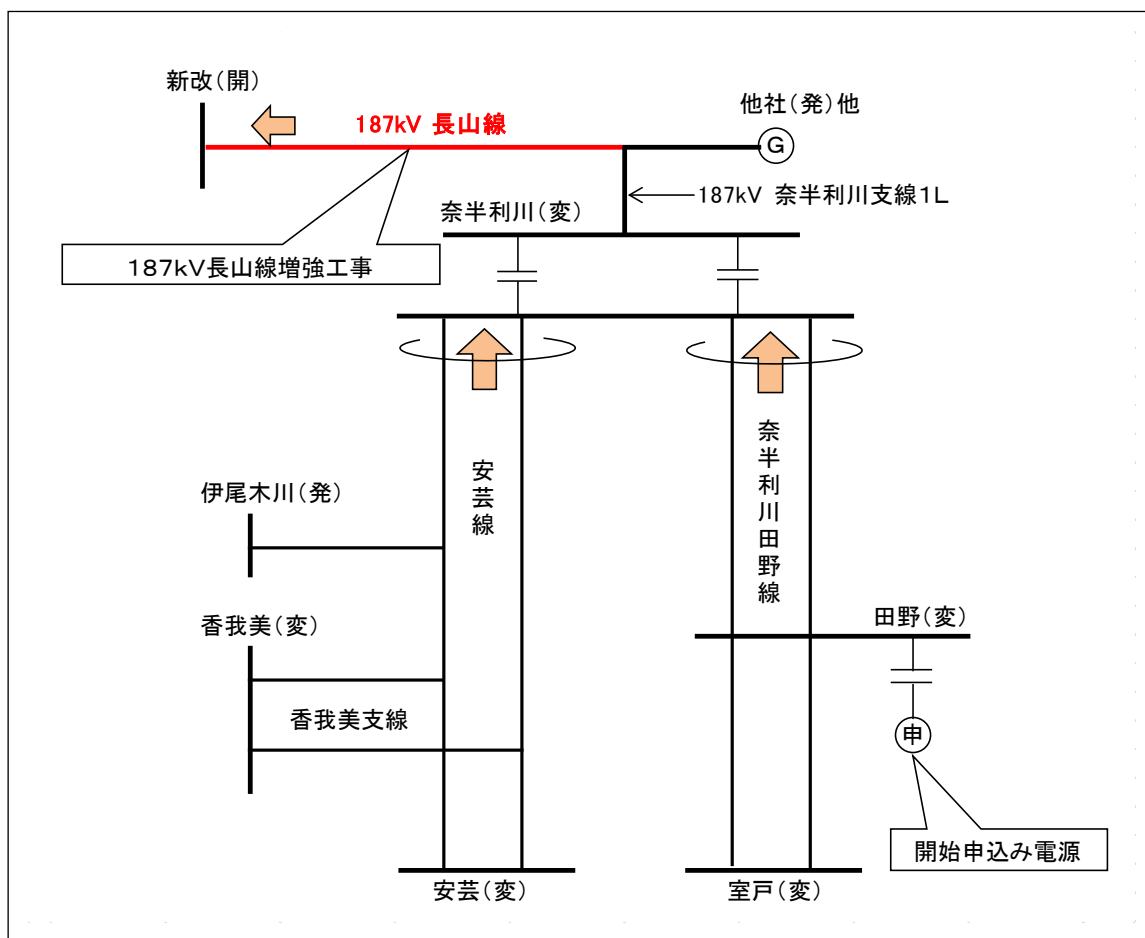 新改(開)
他社(発)他
187kV 長山線
G
187kV 奈半利川支線1L
奈半利川(変)
187kV長山線増強工事
安芸線
奈半利川田野線
伊尾木川(発)
香我美(変)
田野(変)
香我美支線
申
開始申込み電源
安芸(変)
室戸(変)